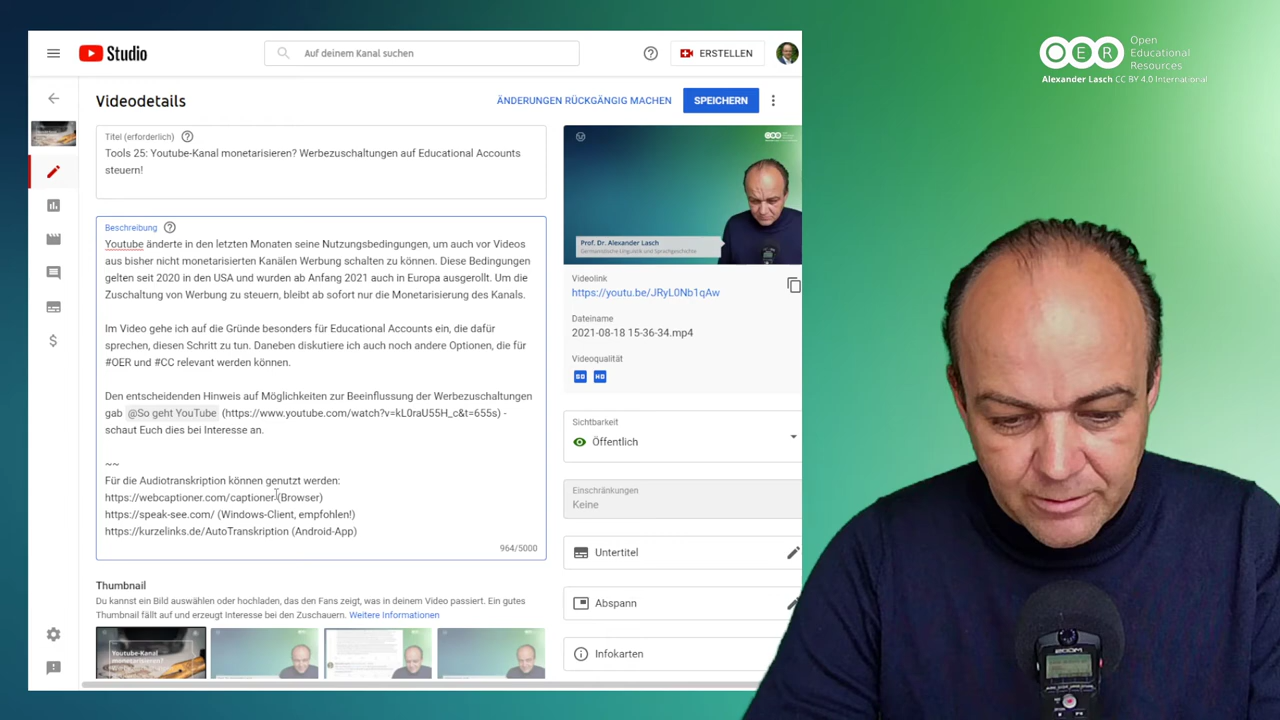 Studio
Auf deinem Kanal suchen
ERSTELLEN
OER
Open
Educational
Resources
Alexander Lasch CC BY 4.0 International
Videodetails
ÄNDERUNGEN RÜCKGÄNGIG MACHEN
SPEICHERN
Titel (erforderlich)
Tools 25: Youtube-Kanal monetarisieren? Werbezuschaltungen auf Educational Accounts
steuern!
Beschreibung
Youtube änderte in den letzten Monaten seine Nutzungsbedingungen, um auch vor Videos
aus bisher nicht monetarisierten Kanälen Werbung schalten zu können. Diese Bedingungen
gelten seit 2020 in den USA und wurden ab Anfang 2021 auch in Europa ausgerollt. Um die
Zuschaltung von Werbung zu steuern, bleibt ab sofort nur die Monetarisierung des Kanals.
Im Video gehe ich auf die Gründe besonders für Educational Accounts ein, die dafür
sprechen, diesen Schritt zu tun. Daneben diskutiere ich auch noch andere Optionen, die für
#OER und #CC relevant werden können.
Den entscheidenden Hinweis auf Möglichkeiten zur Beeinflussung der Werbezuschaltungen
gab @So geht YouTube (https://www.youtube.com/watch?v=kL0raU55H_c&t=655s) -
schaut Euch dies bei Interesse an.
~~
Für die Audiotranskription können genutzt werden:
https://webcaptioner.com/captioner (Browser)
https://speak-see.com/ (Windows-Client, empfohlen!)
https://kurzelinks.de/AutoTranskription (Android-App)
964/5000
Thumbnail
Du kannst ein Bild auswählen oder hochladen, das den Fans zeigt, was in deinem Video passiert. Ein gutes
Thumbnail fällt auf und erzeugt Interesse bei den Zuschauern. Weitere Informationen
Youtube-Kanal
monetarisieren?
Prof. Dr. Alexander Lasch
Germanistische Linguistik und Sprachgeschichte
Videolink
https://youtu.be/JRyL0Nb1qAw
Dateiname
2021-08-18 15-36-34.mp4
Videoqualität
SD HD
Sichtbarkeit
Öffentlich
Einschränkungen
Keine
Untertitel
Abspann
Infokarten
ZOOM